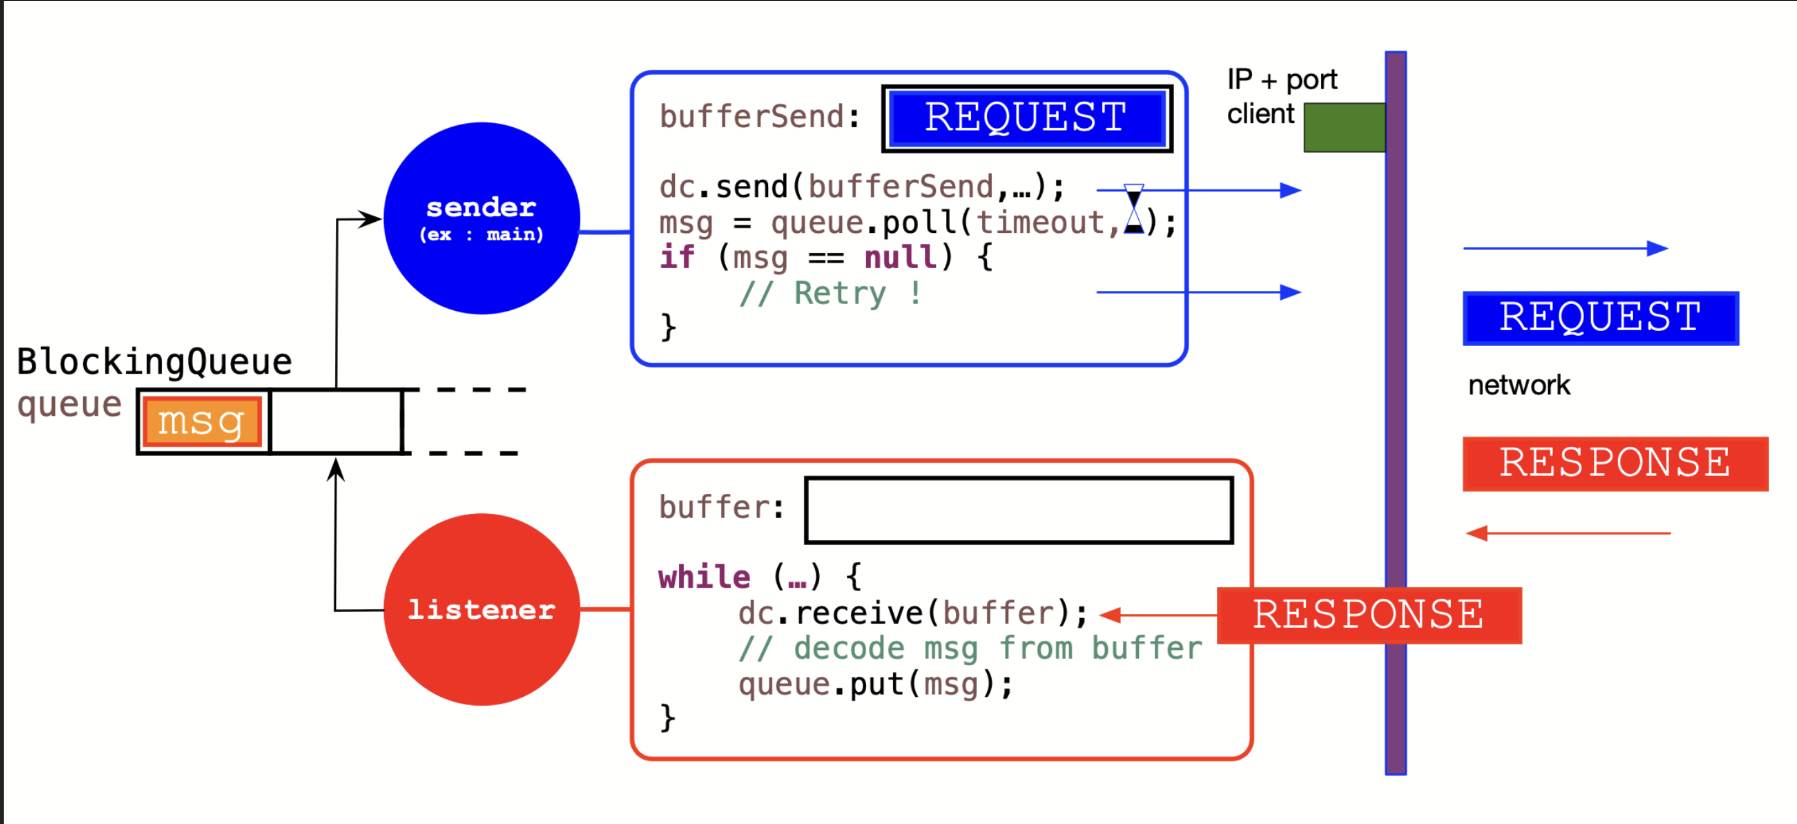 bufferSend: REQUEST
dc.send(bufferSend,…);
msg = queue.poll(timeout, );
if (msg == null) {
// Retry !
}
sender
(ex : main)
IP + port
client
REQUEST
network
RESPONSE
BlockingQueue
queue
msg
buffer:
while (…) {
dc.receive(buffer);
// decode msg from buffer
queue.put(msg);
}
listener
RESPONSE